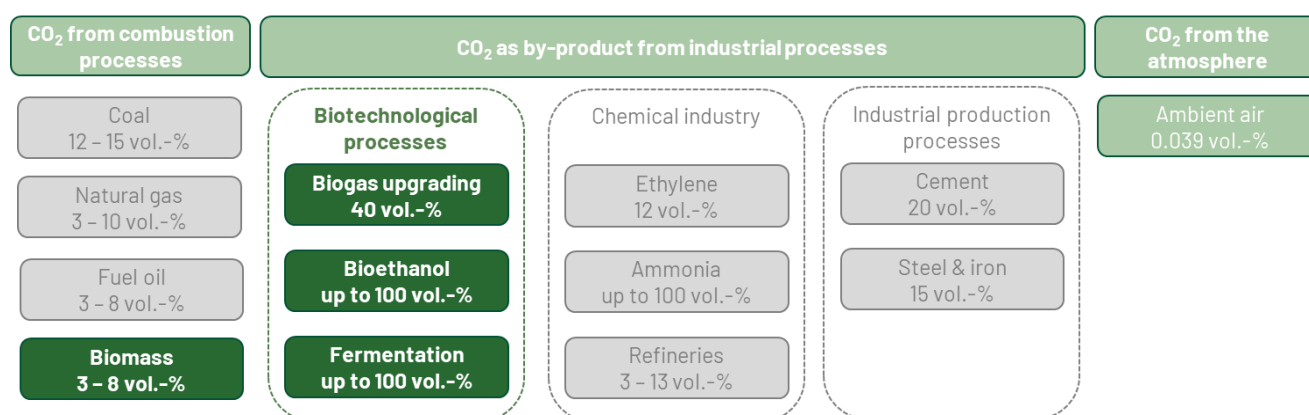 CO₂ from combustion
processes
Coal
12 – 15 vol.-%
Natural gas
3 – 10 vol.-%
Fuel oil
3 – 8 vol.-%
Biomass
3 – 8 vol.-%
CO₂ as by-product from industrial processes
Biotechnological
processes
Biogas upgrading
40 vol.-%
Bioethanol
up to 100 vol.-%
Fermentation
up to 100 vol.-%
Chemical industry
Ethylene
12 vol.-%
Ammonia
up to 100 vol.-%
Refineries
3 – 13 vol.-%
Industrial production
processes
Cement
20 vol.-%
Steel & iron
15 vol.-%
CO₂ from the
atmosphere
Ambient air
0.039 vol.-%